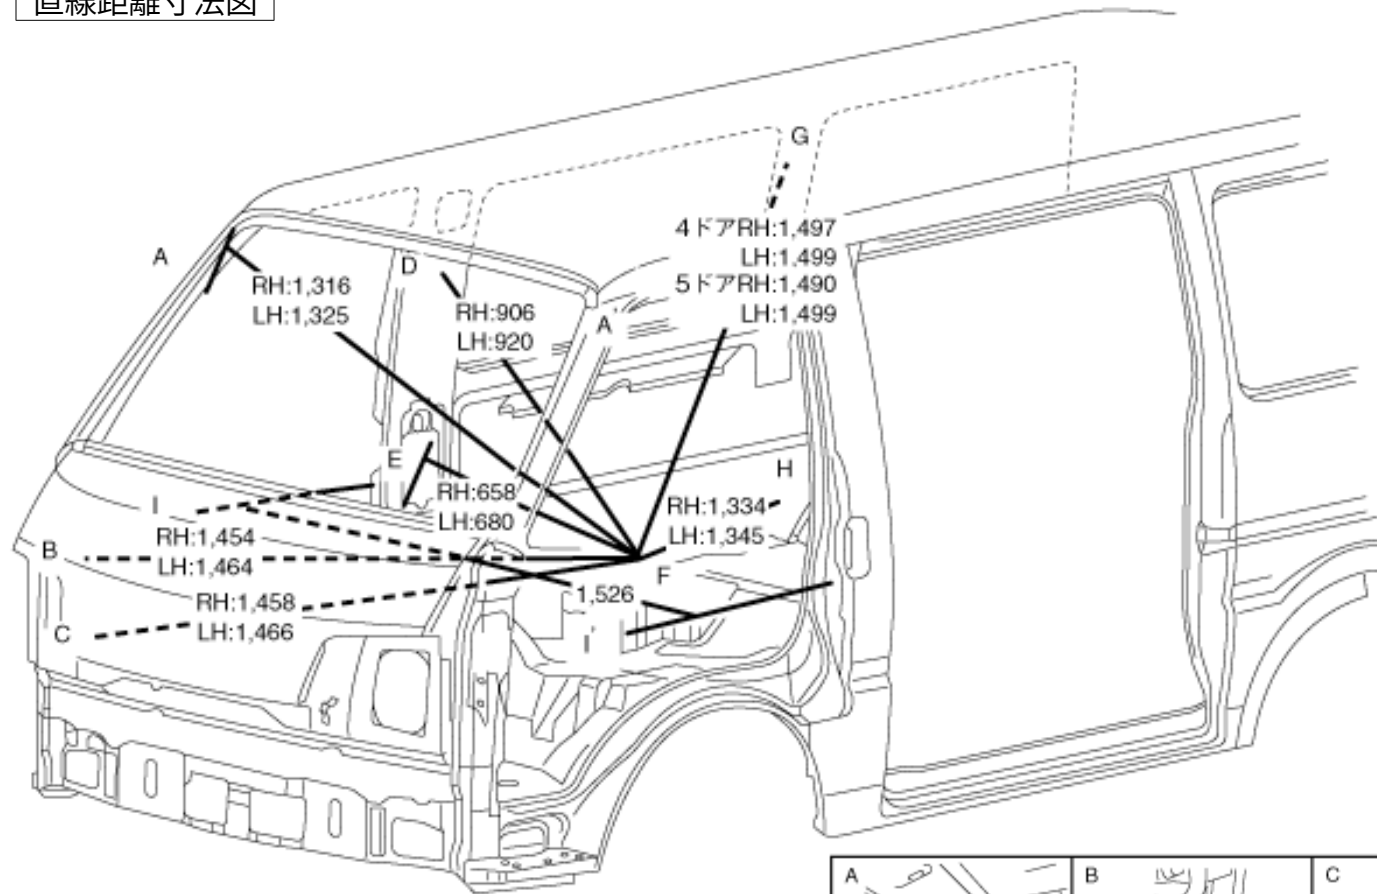 直線距離寸法図
G
4ドアRH:1,497
LH:1,499
5ドアRH:1,490
LH:1,499
A
D
RH:1,316
LH:1,325
RH:906
LH:920
A
E
H
RH:658
LH:680
RH:1,334
LH:1,345
I
RH:1,454
LH:1,464
B
F
1,526
RH:1,458
LH:1,466
C
I'
A
B
C